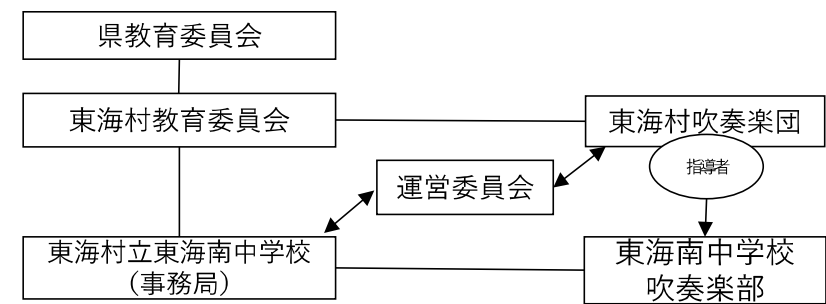 県教育委員会
東海村教育委員会
東海村吹奏楽団
指導者
運営委員会
東海村立東海南中学校
（事務局）
東海南中学校
吹奏楽部